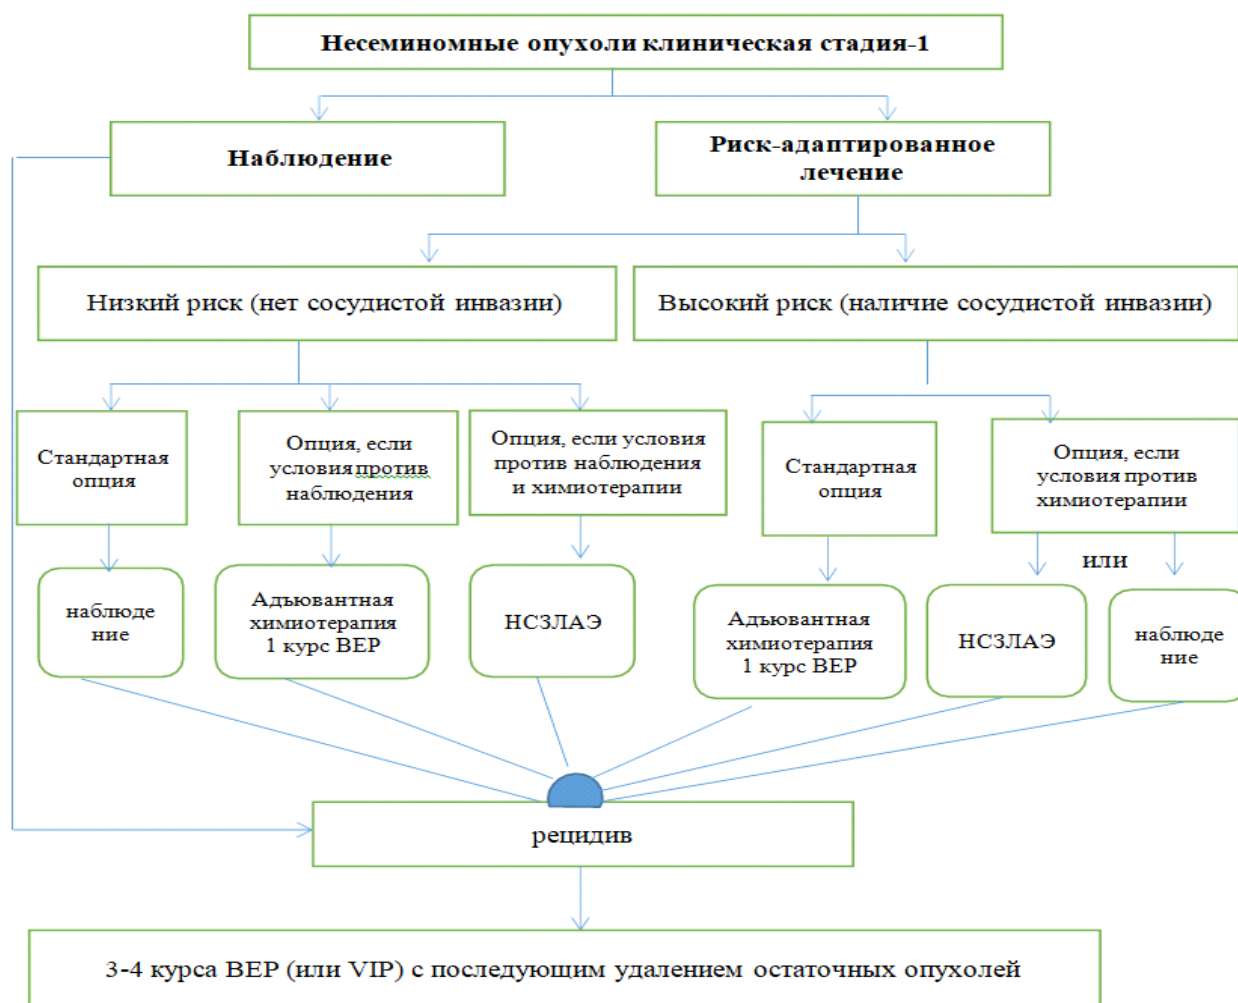 Несеминомные опухоли клиническая стадия-1
Наблюдение
Риск-адаптированное
лечение
Низкий риск (нет сосудистой инвазии)
Высокий риск (наличие сосудистой инвазии)
Стандартная
опция
Опция, если
условия против
наблюдения
Опция, если условия
против наблюдения
и химиотерапии
Стандартная
опция
Опция, если
условия против
химиотерапии
или
наблюде
ние
Адъювантная
химиотерапия
1 курс ВЕР
НСЗЛАЭ
Адъювантная
химиотерапия
1 курс ВЕР
НСЗЛАЭ
наблюде
ние
рецидив
3-4 курса ВЕР (или VIP) с последующим удалением остаточных опухолей